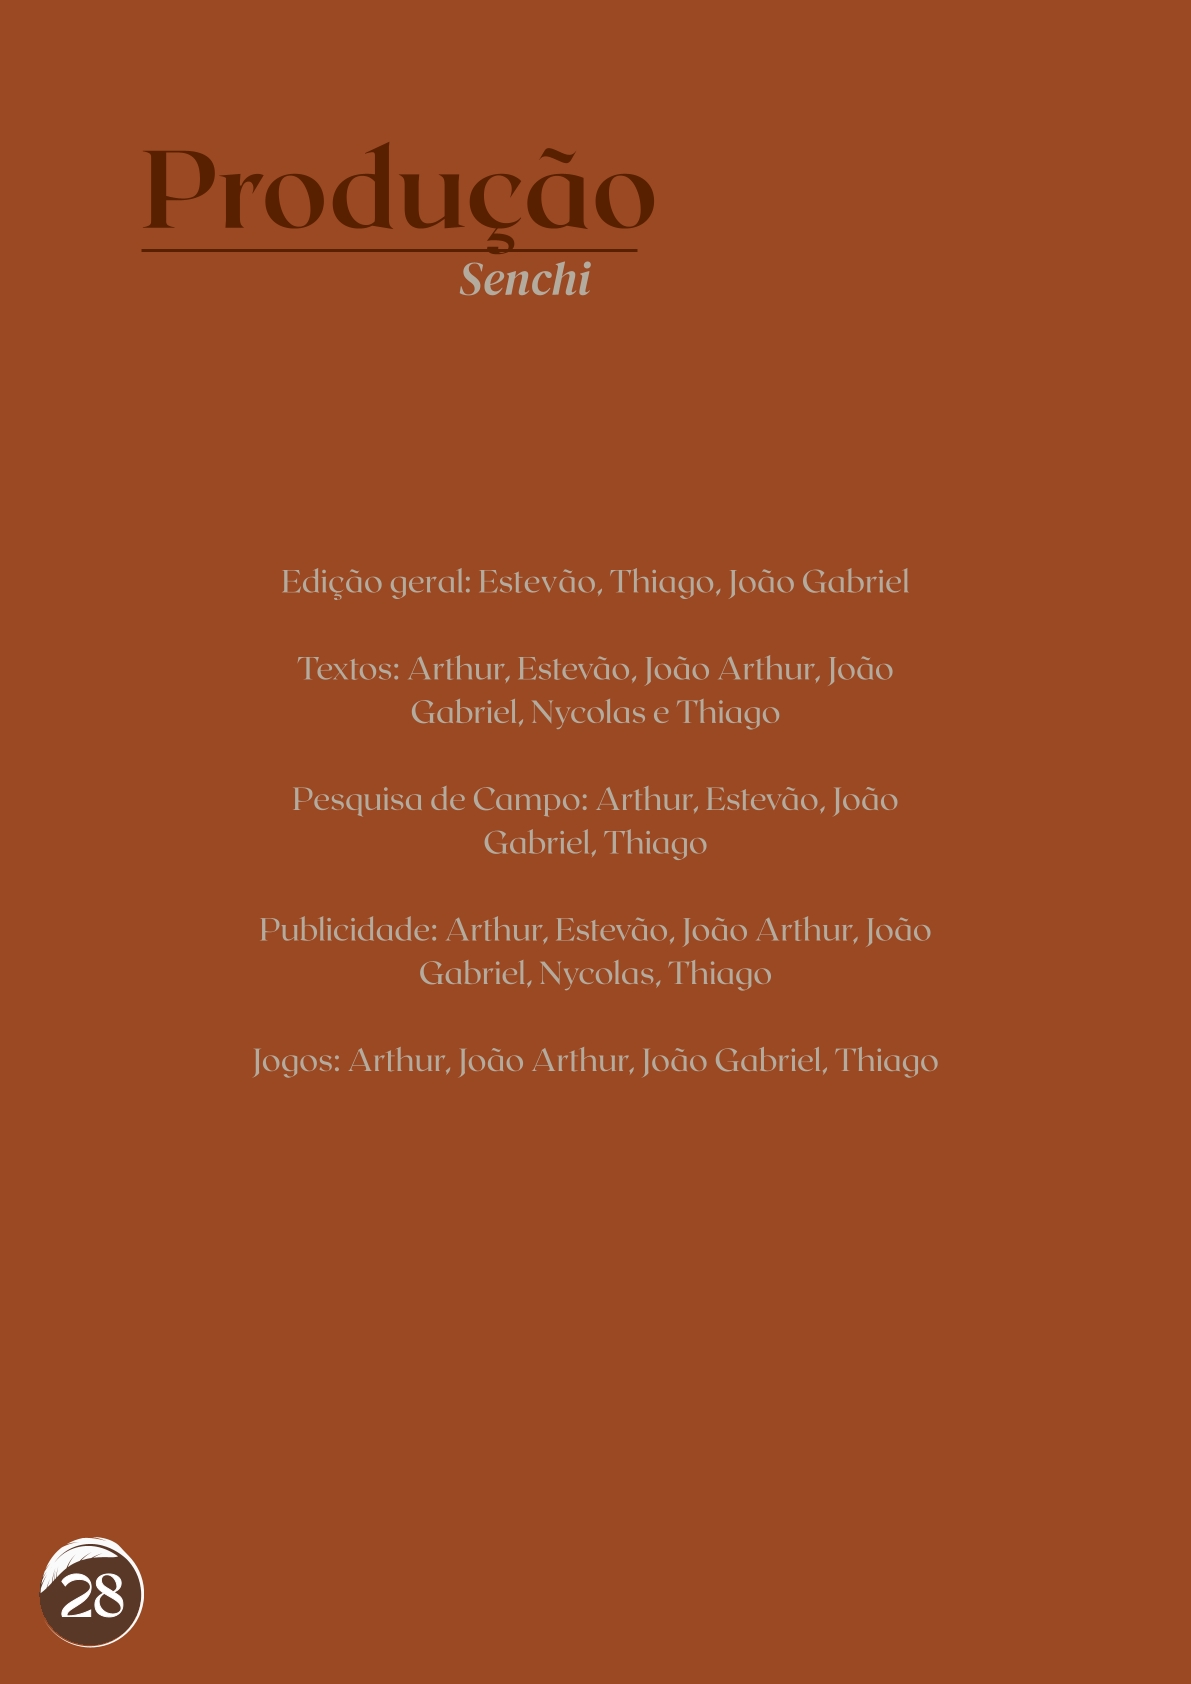 Produção
Senchi
Edição geral: Estevão, Thiago, João Gabriel
Textos: Arthur, Estevão, João Arthur, João
Gabriel, Nycolas e Thiago
Pesquisa de Campo: Arthur, Estevão, João
Gabriel, Thiago
Publicidade: Arthur, Estevão, João Arthur, João
Gabriel, Nycolas, Thiago
Jogos: Arthur, João Arthur, João Gabriel, Thiago
28